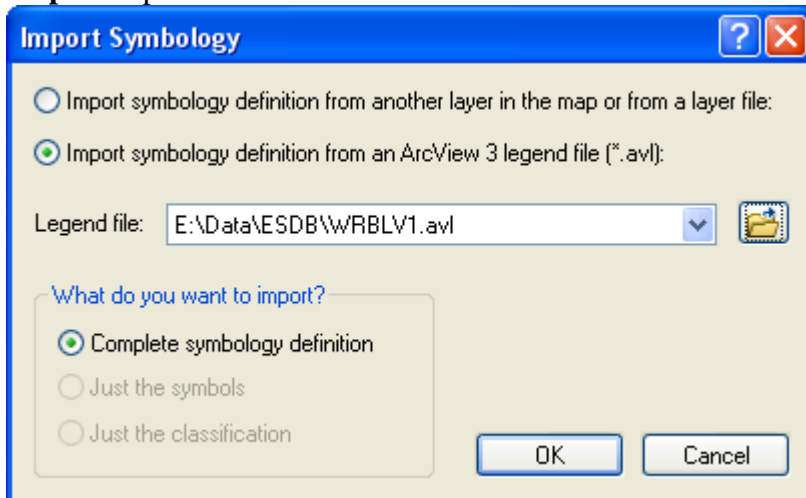 Import Symbology
Import symbology definition from another layer in the map or from a layer file:
Import symbology definition from an ArcView 3 legend file (*.avl):
Legend file: E:\Data\ESDB\WRBLV1.avl
What do you want to import?
Complete symbology definition
Just the symbols
Just the classification
OK Cancel